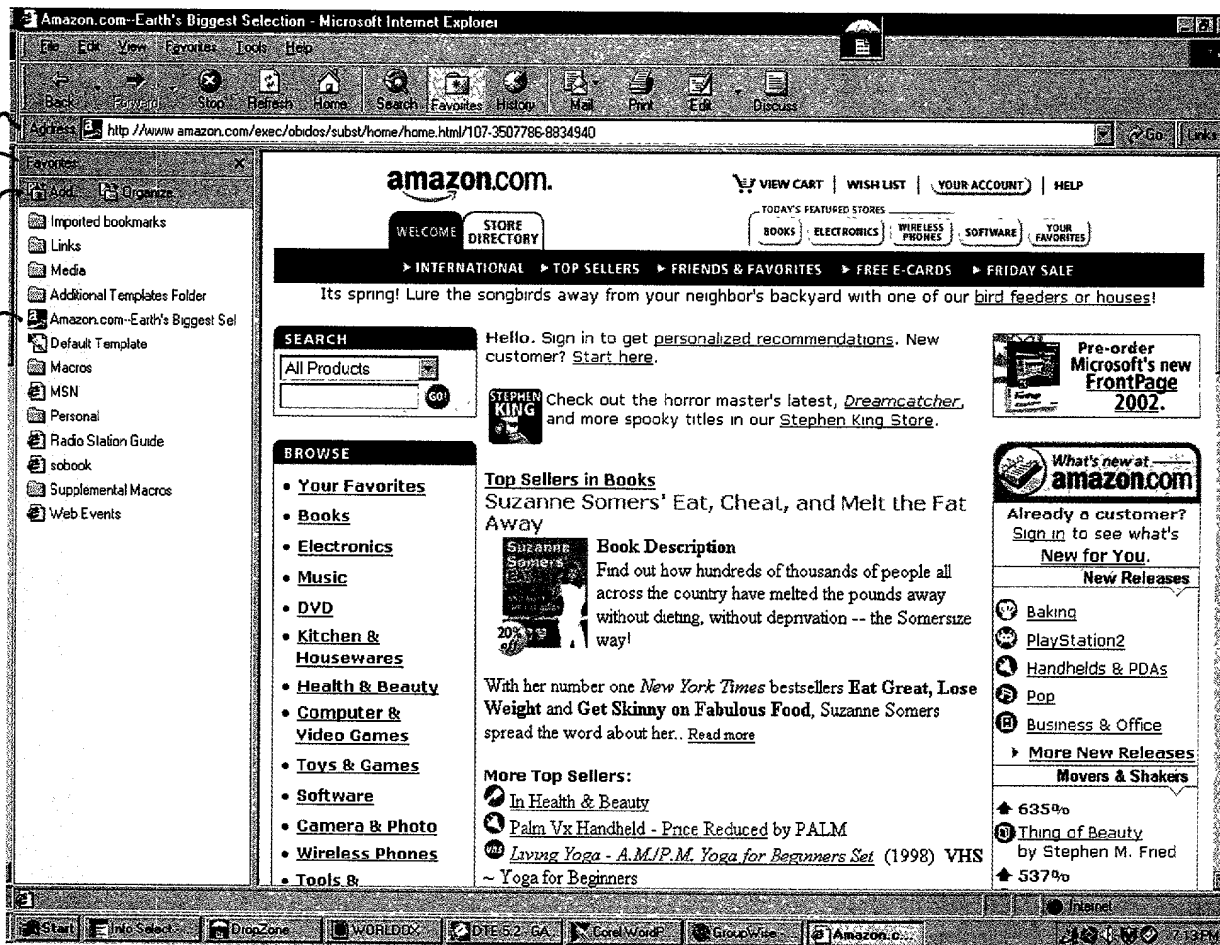 Amazon.com--Earth's Biggest Selection - Microsoft Internet Explorer
File Edit View Favorites Tools Help
Back Forward Stop Refresh Home Search Favorites History Mail Print Edit Discuss
Address http //www amazon.com/exec/obidos/subst/home/home.html/107-3507786-8834940 Go Links
Favorites x
Add Organize
Imported bookmarks
Links
Media
Additional Templates Folder
Amazon.com--Earth's Biggest Sel
Default Template
Macros
MSN
Personal
Radio Station Guide
sobook
Supplemental Macros
Web Events
amazon.com.
VIEW CART | WISH LIST | YOUR ACCOUNT | HELP
WELCOME
STORE DIRECTORY
TODAY'S FEATURED STORES
BOOKS ELECTRONICS WIRELESS PHONES SOFTWARE YOUR FAVORITES
INTERNATIONAL TOP SELLERS FRIENDS & FAVORITES FREE E-CARDS FRIDAY SALE
Its spring! Lure the songbirds away from your neighbor's backyard with one of our bird feeders or houses!
SEARCH
All Products
GO!
BROWSE
• Your Favorites
• Books
• Electronics
• Music
• DVD
• Kitchen &
Housewares
• Health & Beauty
• Computer &
Video Games
• Toys & Games
• Software
• Camera & Photo
• Wireless Phones
• Tools &
Hello. Sign in to get personalized recommendations. New
customer? Start here.
STEPHEN KING
Check out the horror master's latest, Dreamcatcher,
and more spooky titles in our Stephen King Store.
Top Sellers in Books
Suzanne Somers' Eat, Cheat, and Melt the Fat
Away
Suzanne
Somers'
20%
off
Book Description
Find out how hundreds of thousands of people all
across the country have melted the pounds away
without dieting, without deprivation -- the Somersize
way!
With her number one New York Times bestsellers Eat Great, Lose
Weight and Get Skinny on Fabulous Food, Suzanne Somers
spread the word about her.. Read more
More Top Sellers:
In Health & Beauty
Palm Vx Handheld - Price Reduced by PALM
VHS Living Yoga - A.M/P.M. Yoga for Beginners Set (1998) VHS
~ Yoga for Beginners
Pre-order
Microsoft's new
FrontPage
2002.
What's new at
amazon.com
Already a customer?
Sign in to see what's
New for You.
New Releases
Baking
PlayStation2
Handhelds & PDAs
Pop
Business & Office
More New Releases
Movers & Shakers
635%
Thing of Beauty
by Stephen M. Fried
537%
Internet
Start Info Select DropZone WORLDOX DTE 5.2 GA.. Corel WordP.. GroupWise... Amazon.c... 7:13 PM